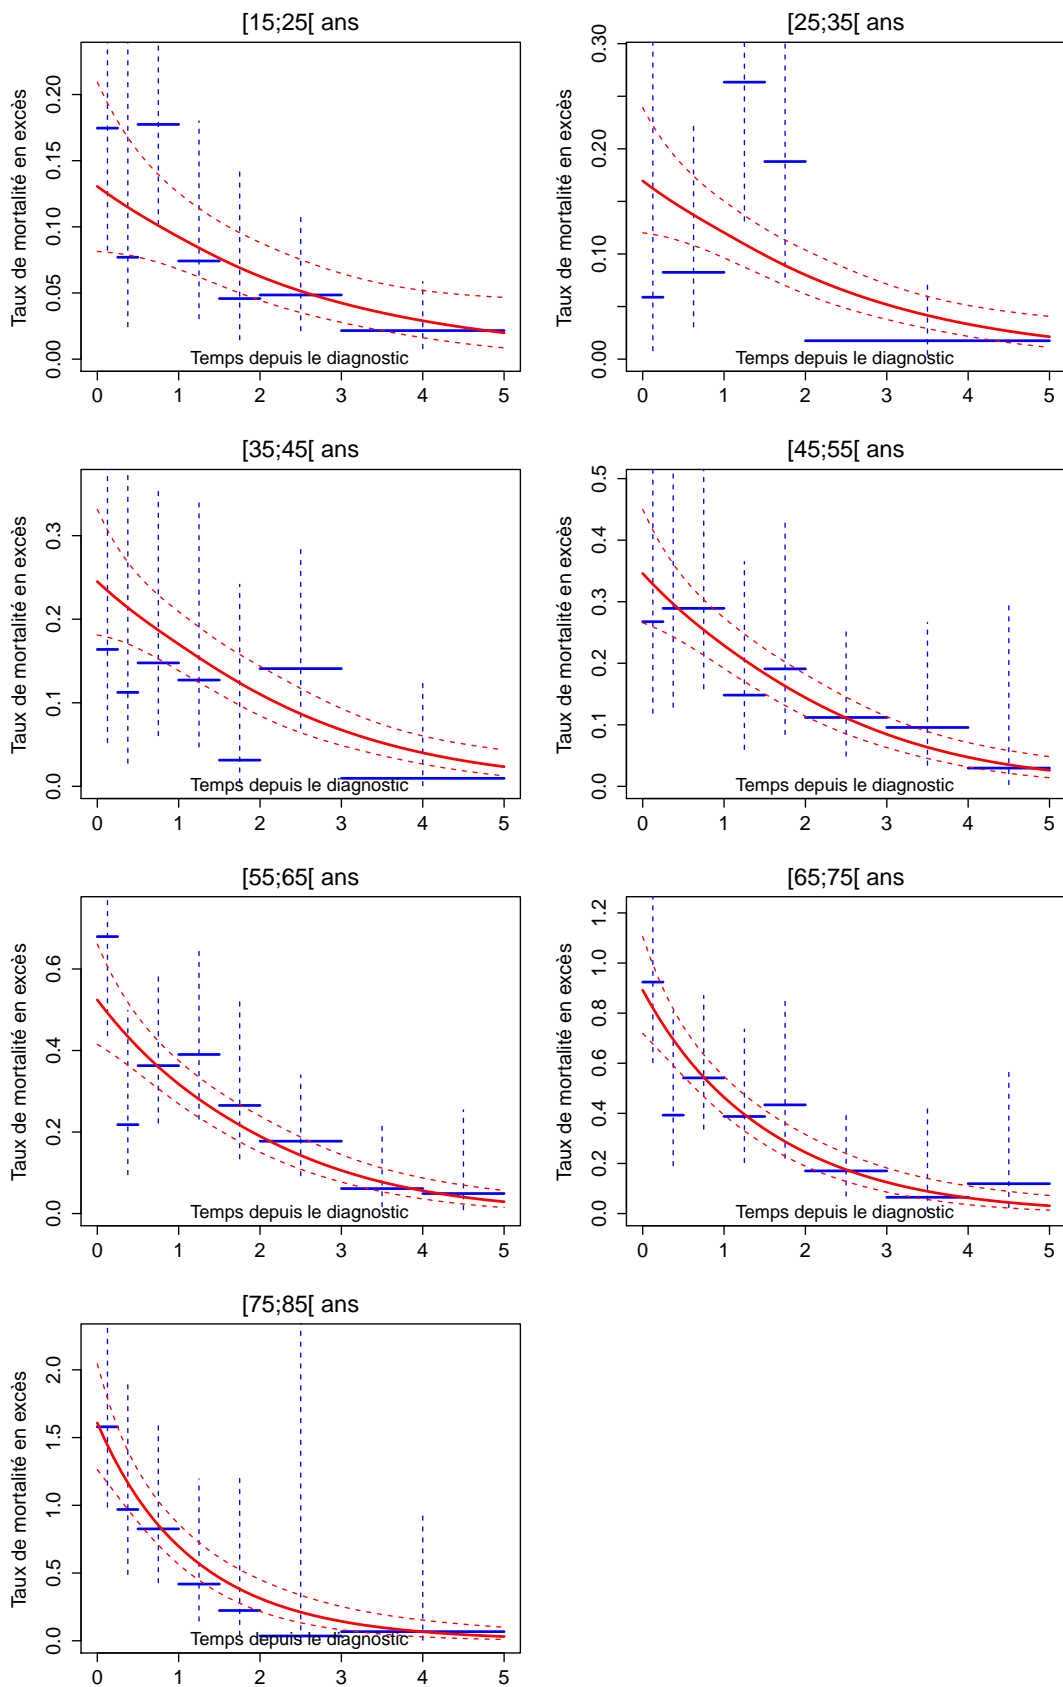 [15;25[ ans
Taux de mortalité en excès
0.00 0.05 0.10 0.15 0.20
Temps depuis le diagnostic
0 1 2 3 4 5
[25;35[ ans
Taux de mortalité en excès
0.00 0.10 0.20 0.30
Temps depuis le diagnostic
0 1 2 3 4 5
[35;45[ ans
Taux de mortalité en excès
0.0 0.1 0.2 0.3
Temps depuis le diagnostic
0 1 2 3 4 5
[45;55[ ans
Taux de mortalité en excès
0.0 0.1 0.2 0.3 0.4 0.5
Temps depuis le diagnostic
0 1 2 3 4 5
[55;65[ ans
Taux de mortalité en excès
0.0 0.2 0.4 0.6
Temps depuis le diagnostic
0 1 2 3 4 5
[65;75[ ans
Taux de mortalité en excès
0.0 0.2 0.4 0.6 0.8 1.0 1.2
Temps depuis le diagnostic
0 1 2 3 4 5
[75;85[ ans
Taux de mortalité en excès
0.0 0.5 1.0 1.5 2.0
Temps depuis le diagnostic
0 1 2 3 4 5